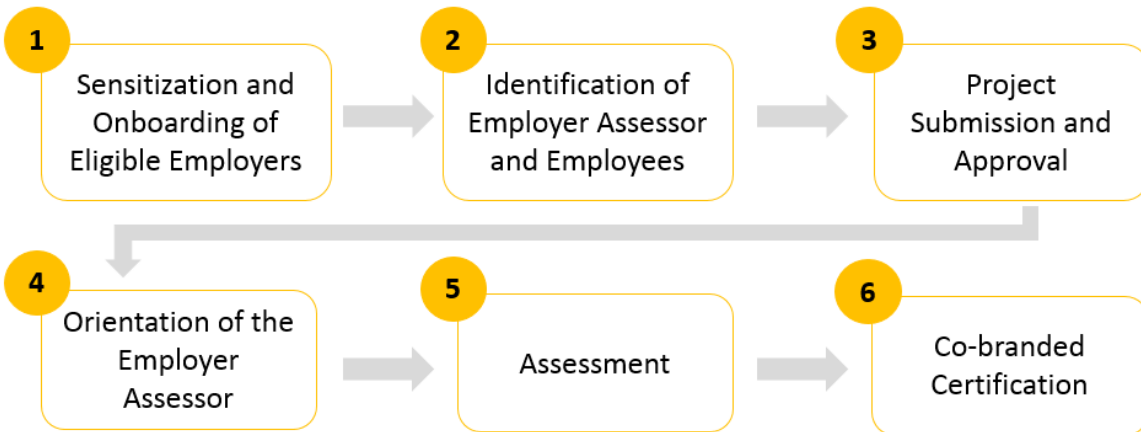 1
Sensitization and
Onboarding of
Eligible Employers
2
Identification of
Employer Assessor
and Employees
3
Project
Submission and
Approval
4
Orientation of the
Employer
Assessor
5
Assessment
6
Co-branded
Certification